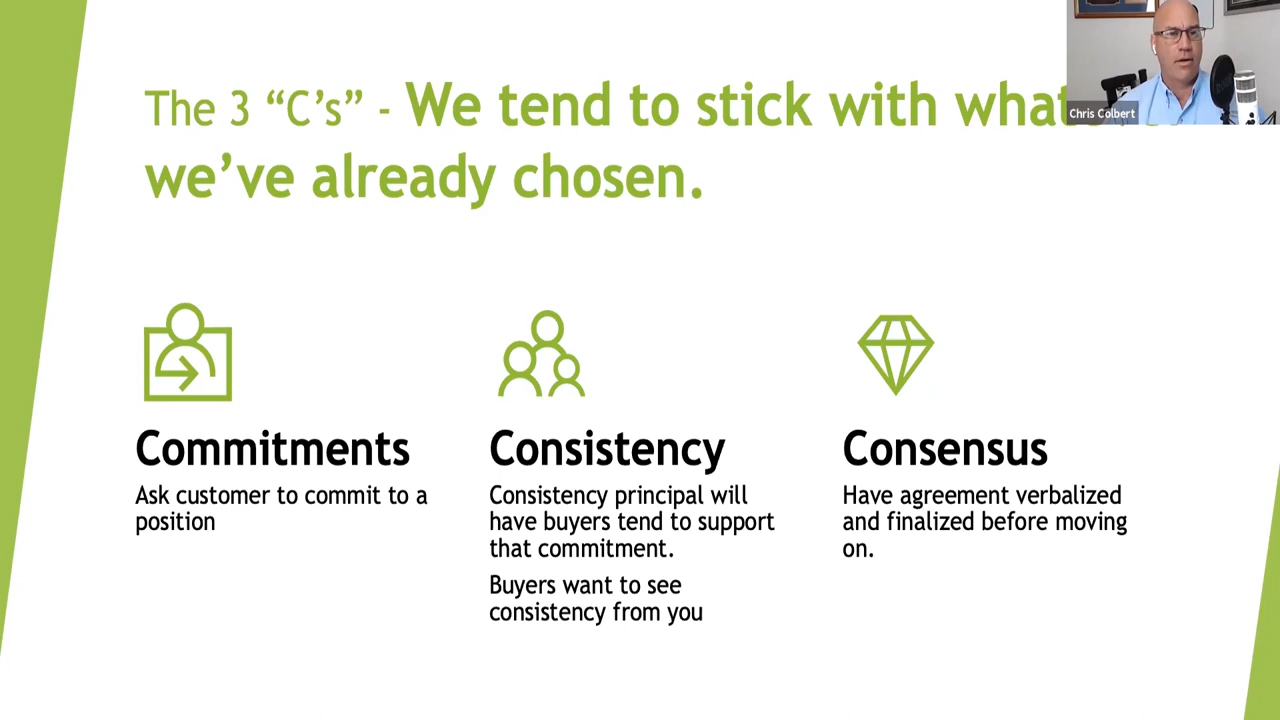 The 3 “C’s” - We tend to stick with
we’ve already chosen.
Chris Colbert
Commitments
Ask customer to commit to a
position
Consistency
Consistency principal will
have buyers tend to support
that commitment.
Buyers want to see
consistency from you
Consensus
Have agreement verbalized
and finalized before moving
on.